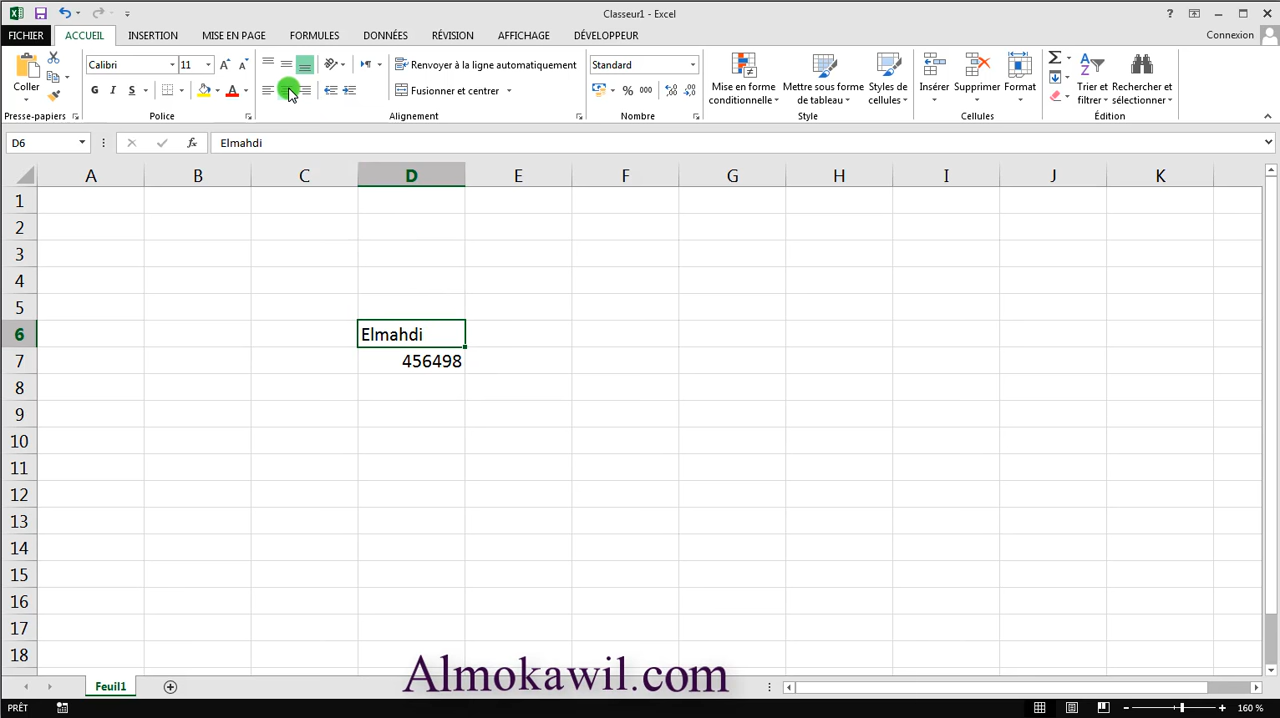 Classeur1 - Excel
FICHIER ACCUEIL INSERTION MISE EN PAGE FORMULES DONNÉES RÉVISION AFFICHAGE DÉVELOPPEUR Connexion
Coller
Calibri 11
G I S
Renvoyer à la ligne automatiquement
Fusionner et centrer
Standard
% 000
Mise en forme conditionnelle
Mettre sous forme de tableau
Styles de cellules
Insérer
Supprimer
Format
Trier et filtrer
Rechercher et sélectionner
Presse-papiers Police Alignement Nombre Style Cellules Édition
D6 fx Elmahdi
A B C D E F G H I J K
1
2
3
4
5
6 Elmahdi
7 456498
8
9
10
11
12
13
14
15
16
17
18
Almokawil.com
Feuil1
PRÊT 160 %